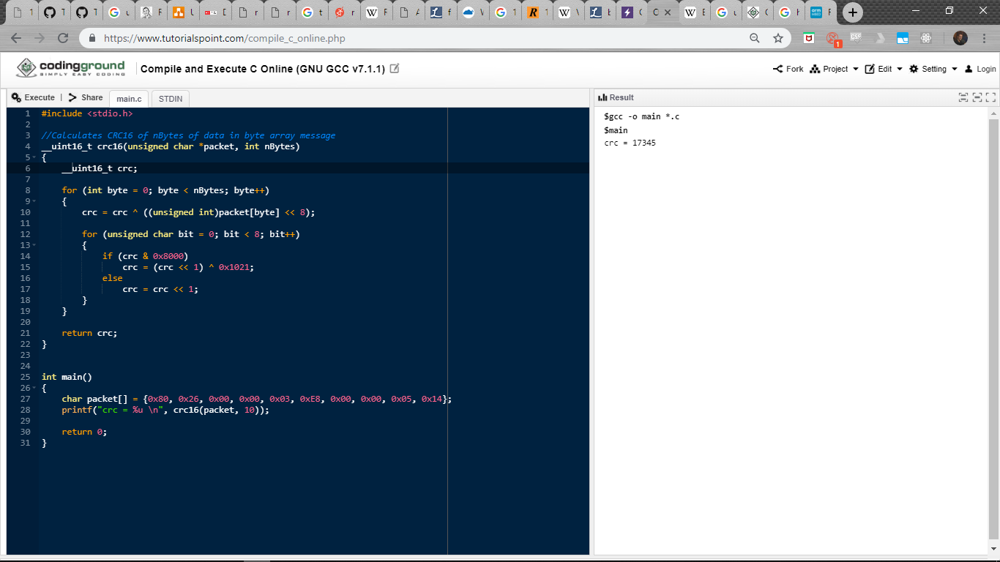 https://www.tutorialspoint.com/compile_c_online.php
1
codingground
SIMPLY EASY CODING
Compile and Execute C Online (GNU GCC v7.1.1)
Fork Project Edit Setting Login
Execute | Share main.c STDIN
1 #include <stdio.h>
2
3 //Calculates CRC16 of nBytes of data in byte array message
4 __uint16_t crc16(unsigned char *packet, int nBytes)
5 {
6 __uint16_t crc;
7
8 for (int byte = 0; byte < nBytes; byte++)
9 {
10 crc = crc ^ ((unsigned int)packet[byte] << 8);
11
12 for (unsigned char bit = 0; bit < 8; bit++)
13 {
14 if (crc & 0x8000)
15 crc = (crc << 1) ^ 0x1021;
16 else
17 crc = crc << 1;
18 }
19 }
20
21 return crc;
22 }
23
24
25 int main()
26 {
27 char packet[] = {0x80, 0x26, 0x00, 0x00, 0x03, 0xE8, 0x00, 0x00, 0x05, 0x14};
28 printf("crc = %u \n", crc16(packet, 10));
29
30 return 0;
31 }
Result
$gcc -o main *.c
$main
crc = 17345